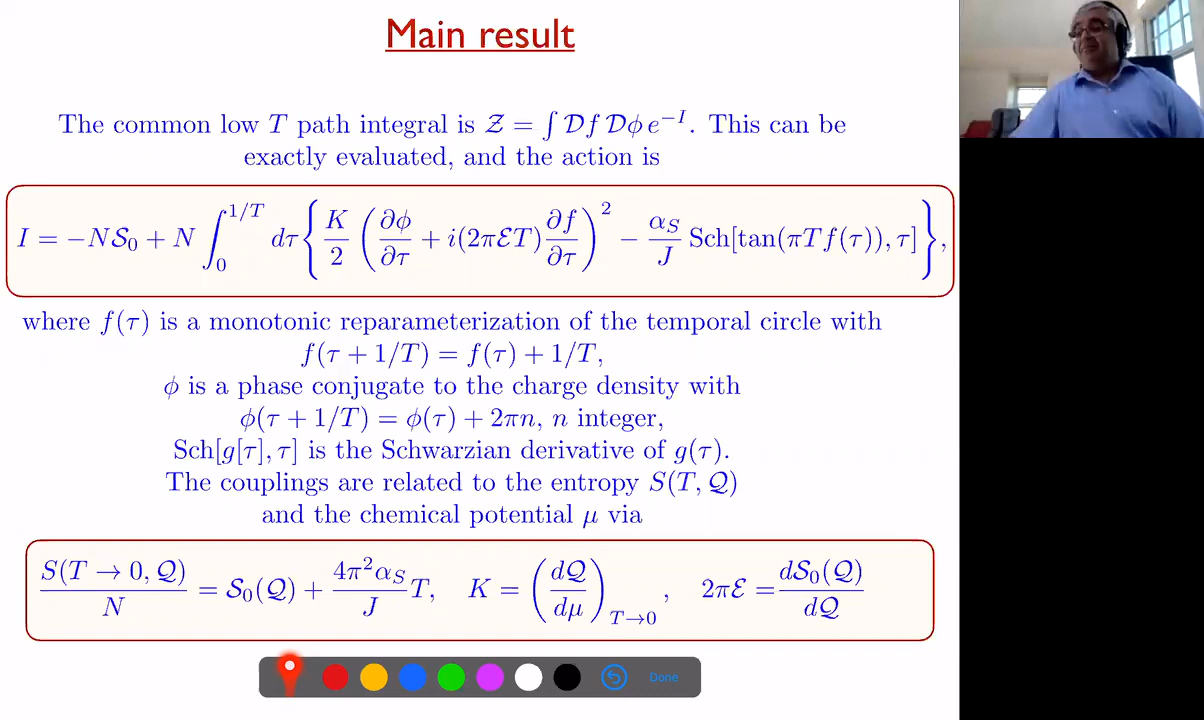 Main result
The common low T path integral is 𝒵 = ∫ 𝒟f 𝒟ϕ e^{−I}. This can be
exactly evaluated, and the action is
I = −N𝒮₀ + N ∫₀^{1/T} dτ { K/2 ( ∂ϕ/∂τ + i(2πℰT) ∂f/∂τ )² − α_S/J Sch[tan(πTf(τ)), τ] },
where f(τ) is a monotonic reparameterization of the temporal circle with
f(τ + 1/T) = f(τ) + 1/T,
ϕ is a phase conjugate to the charge density with
ϕ(τ + 1/T) = ϕ(τ) + 2πn, n integer,
Sch[g[τ], τ] is the Schwarzian derivative of g(τ).
The couplings are related to the entropy S(T, 𝒬)
and the chemical potential μ via
S(T → 0, 𝒬)/N = 𝒮₀(𝒬) + 4π²α_S/J T, K = (d𝒬/dμ)_{T→0}, 2πℰ = d𝒮₀(𝒬)/d𝒬
Done